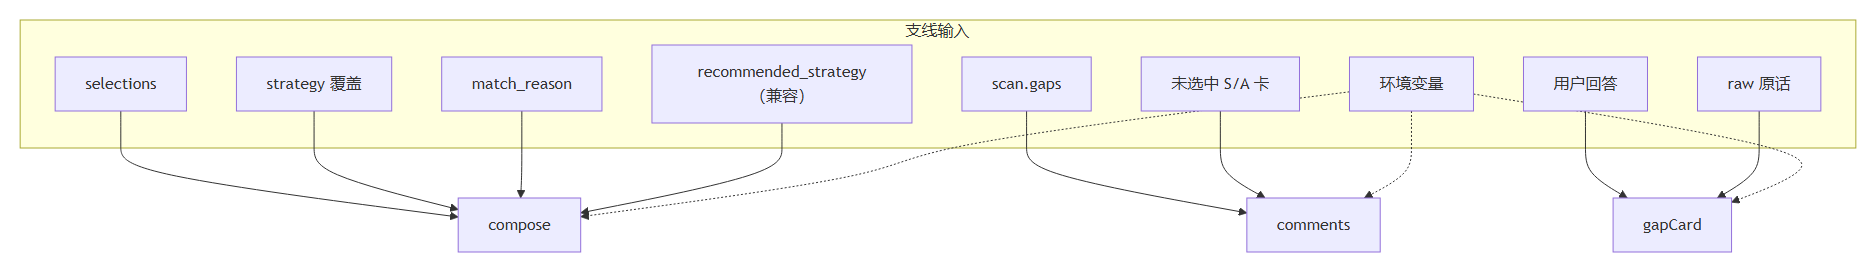 支线输入
selections
strategy 覆盖
match_reason
recommended_strategy
（兼容）
scan.gaps
未选中 S/A 卡
环境变量
用户回答
raw 原话
compose
comments
gapCard